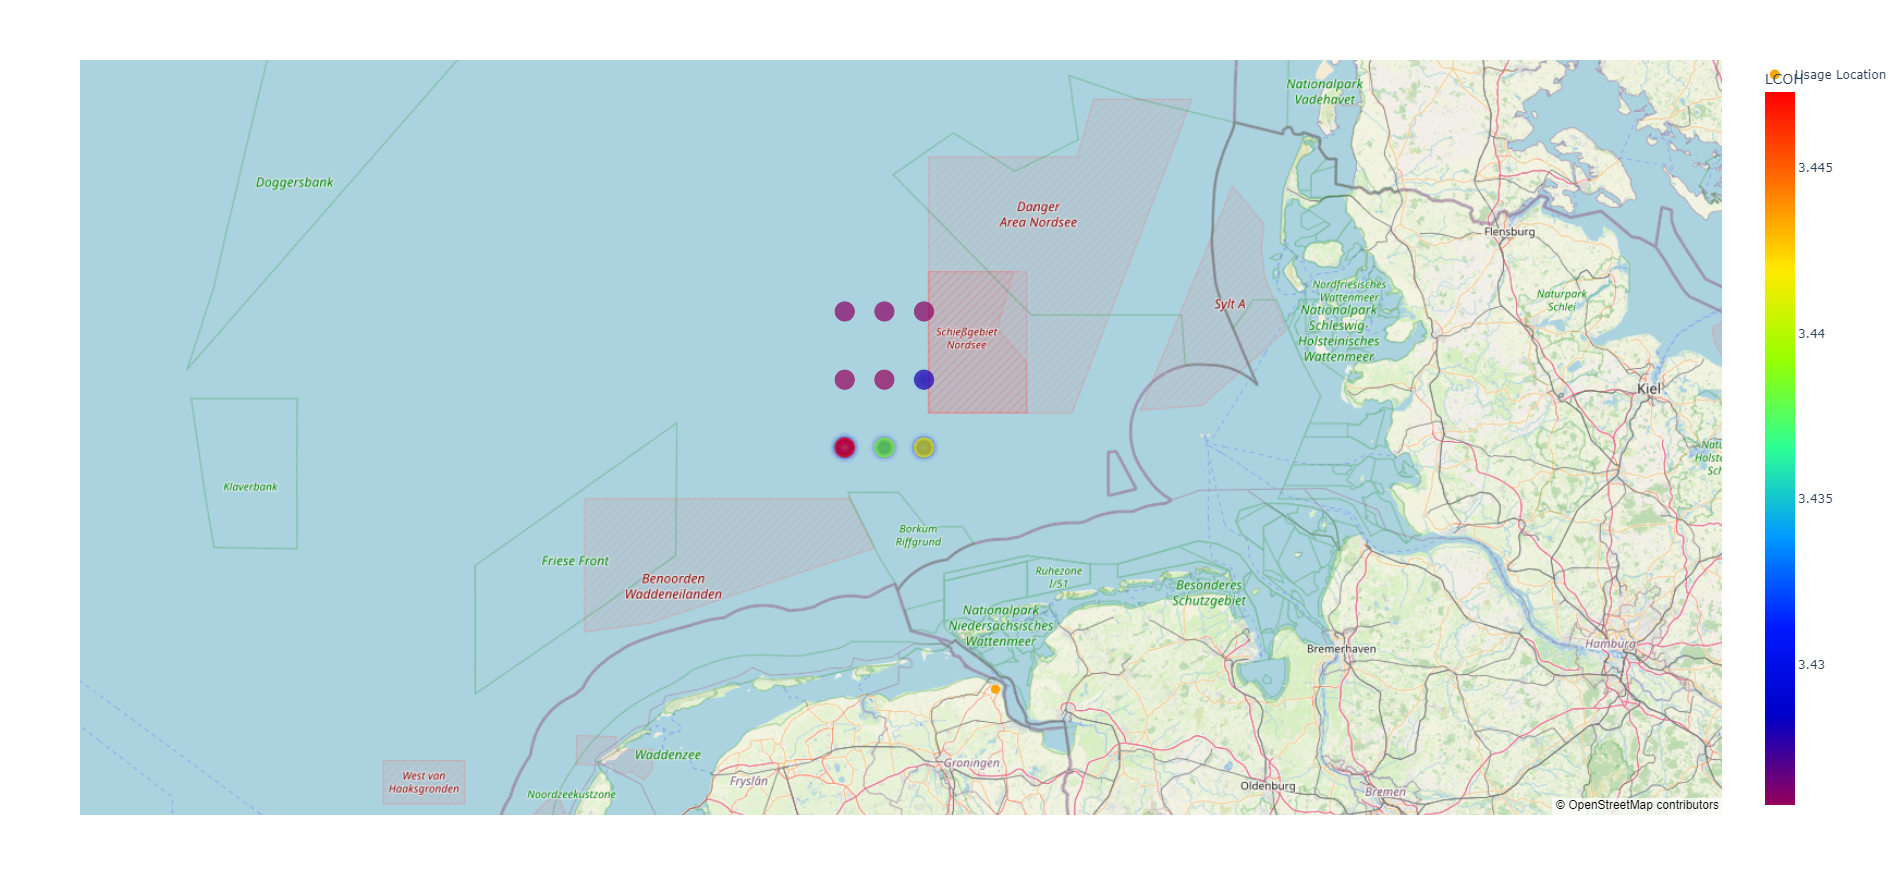 Nationalpark
Vadehavet
Doggersbank
Danger
Area Nordsee
Flensburg
Sylt A
Nordfriesisches
Wattenmeer
Nationalpark
Schleswig-
Holsteinisches
Wattenmeer
Naturpark
Schlei
Schießgebiet
Nordsee
Kiel
Klaverbank
Borkum
Riffgrund
Friese Front
Benoorden
Waddeneilanden
Ruhezone
I/51
Besonderes
Schutzgebiet
Nationalpark
Niedersächsisches
Wattenmeer
Bremerhaven
Hamburg
Waddenzee
West van
Haaksgronden
Noordzeekustzone
Fryslân
Groningen
Oldenburg
Bremen
© OpenStreetMap contributors
Usage Location
LCOH
3.445
3.44
3.435
3.43